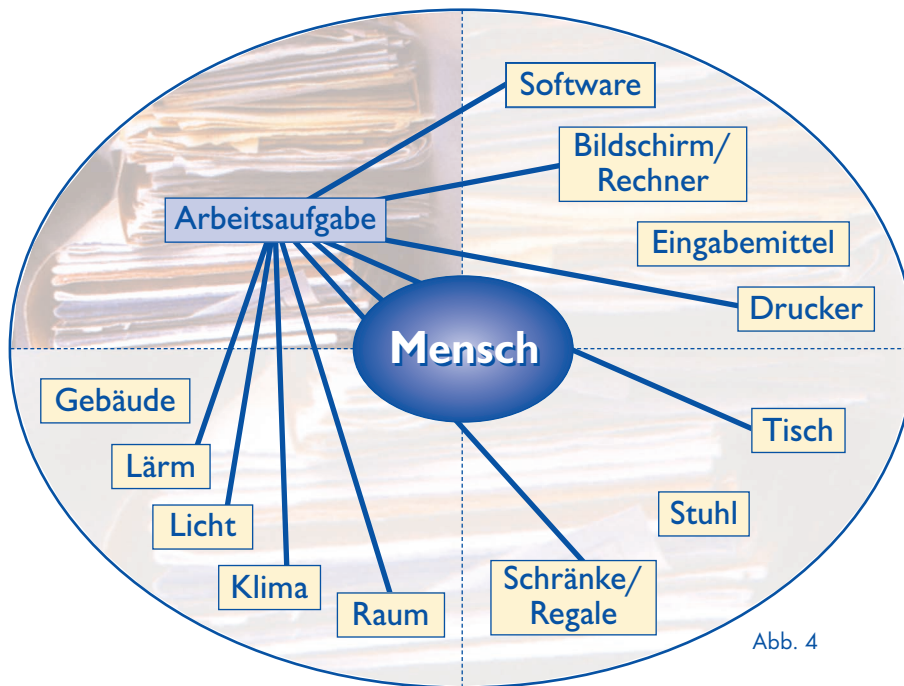 Software
Bildschirm/
Rechner
Arbeitsaufgabe
Eingabemittel
Drucker
Mensch
Gebäude
Tisch
Lärm
Stuhl
Licht
Klima
Schränke/
Regale
Raum
Abb. 4